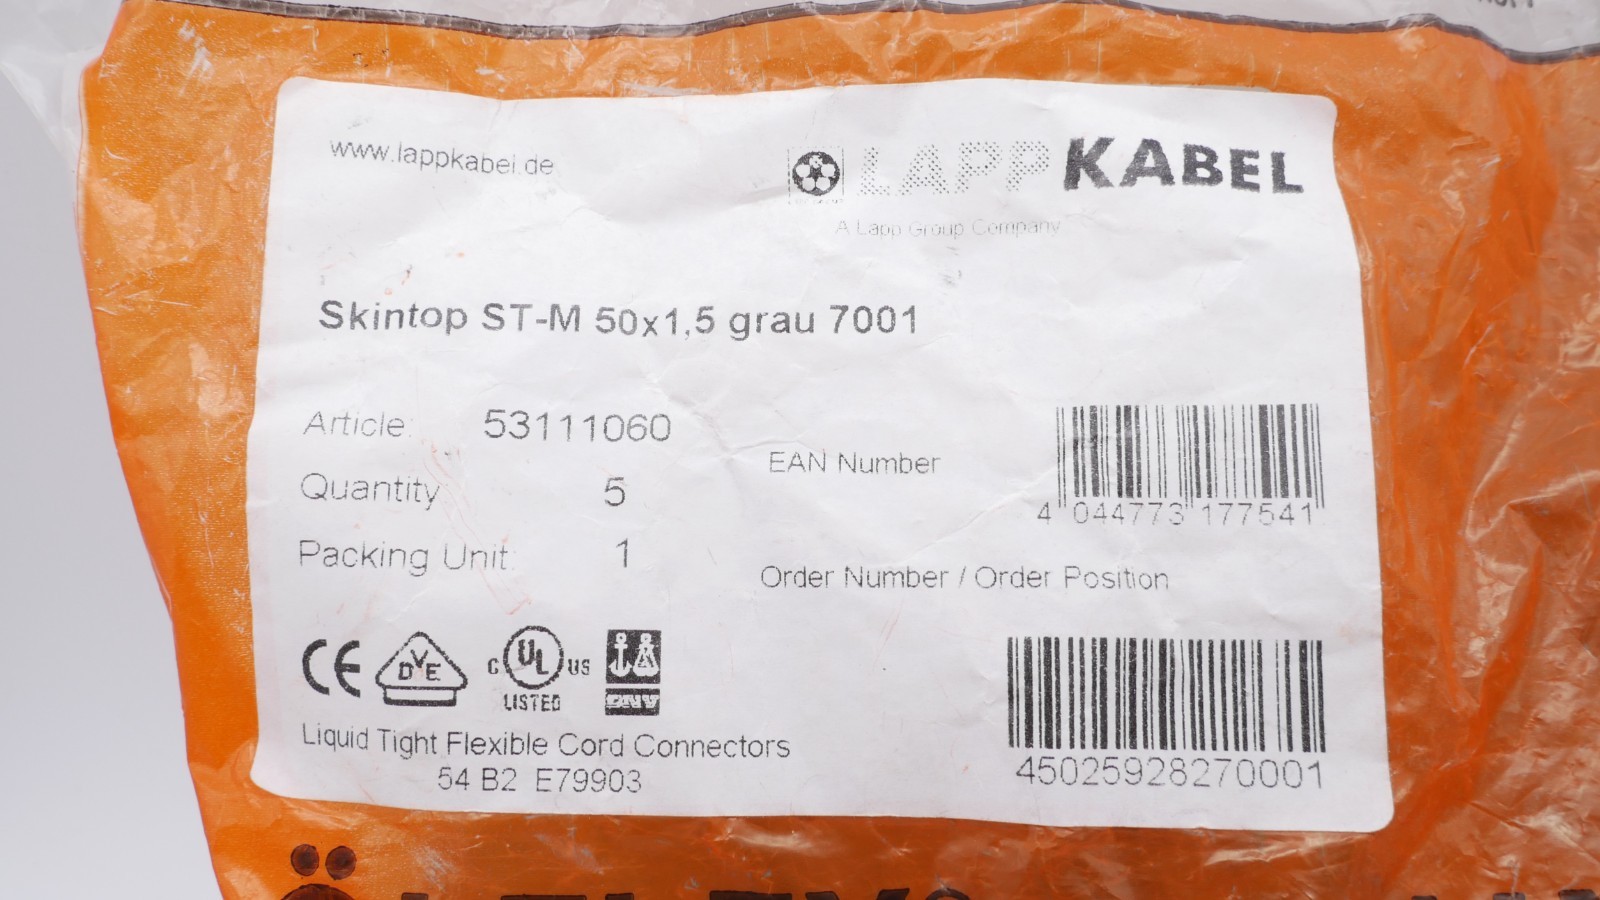 www.lappkabel.de
LAPP KABEL
A Lapp Group Company
Skintop ST-M 50x1,5 grau 7001
Article: 53111060
Quantity 5
Packing Unit: 1
EAN Number
4 044773 177541
Order Number / Order Position
45025928270001
CE DVE C UL US LISTED DNV
Liquid Tight Flexible Cord Connectors
54 B2 E79903